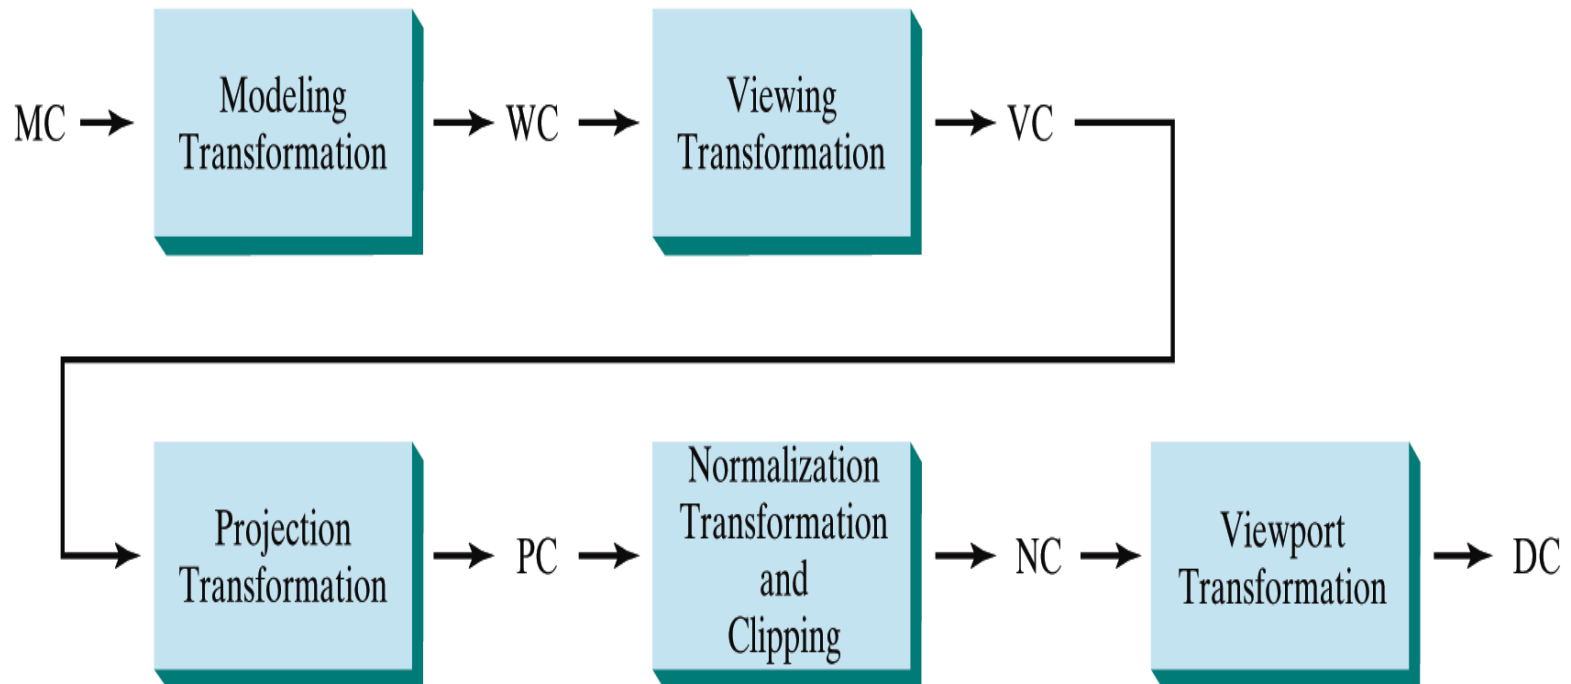 MC
Modeling
Transformation
WC
Viewing
Transformation
VC
Projection
Transformation
PC
Normalization
Transformation
and
Clipping
NC
Viewport
Transformation
DC